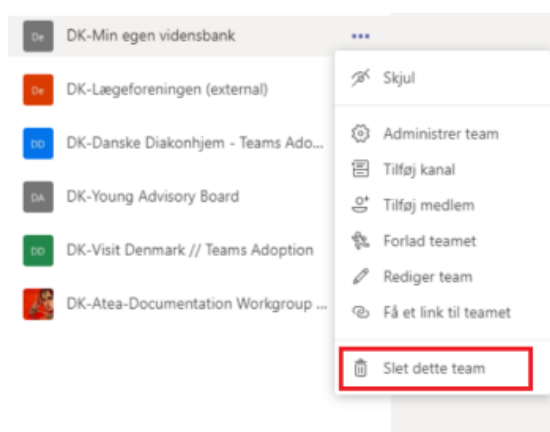 De DK-Min egen vidensbank
De DK-Lægeforeningen (external)
DD DK-Danske Diakonhjem - Teams Ado...
DA DK-Young Advisory Board
DD DK-Visit Denmark // Teams Adoption
DK-Atea-Documentation Workgroup ...
Skjul
Administrer team
Tilføj kanal
Tilføj medlem
Forlad teamet
Rediger team
Få et link til teamet
Slet dette team